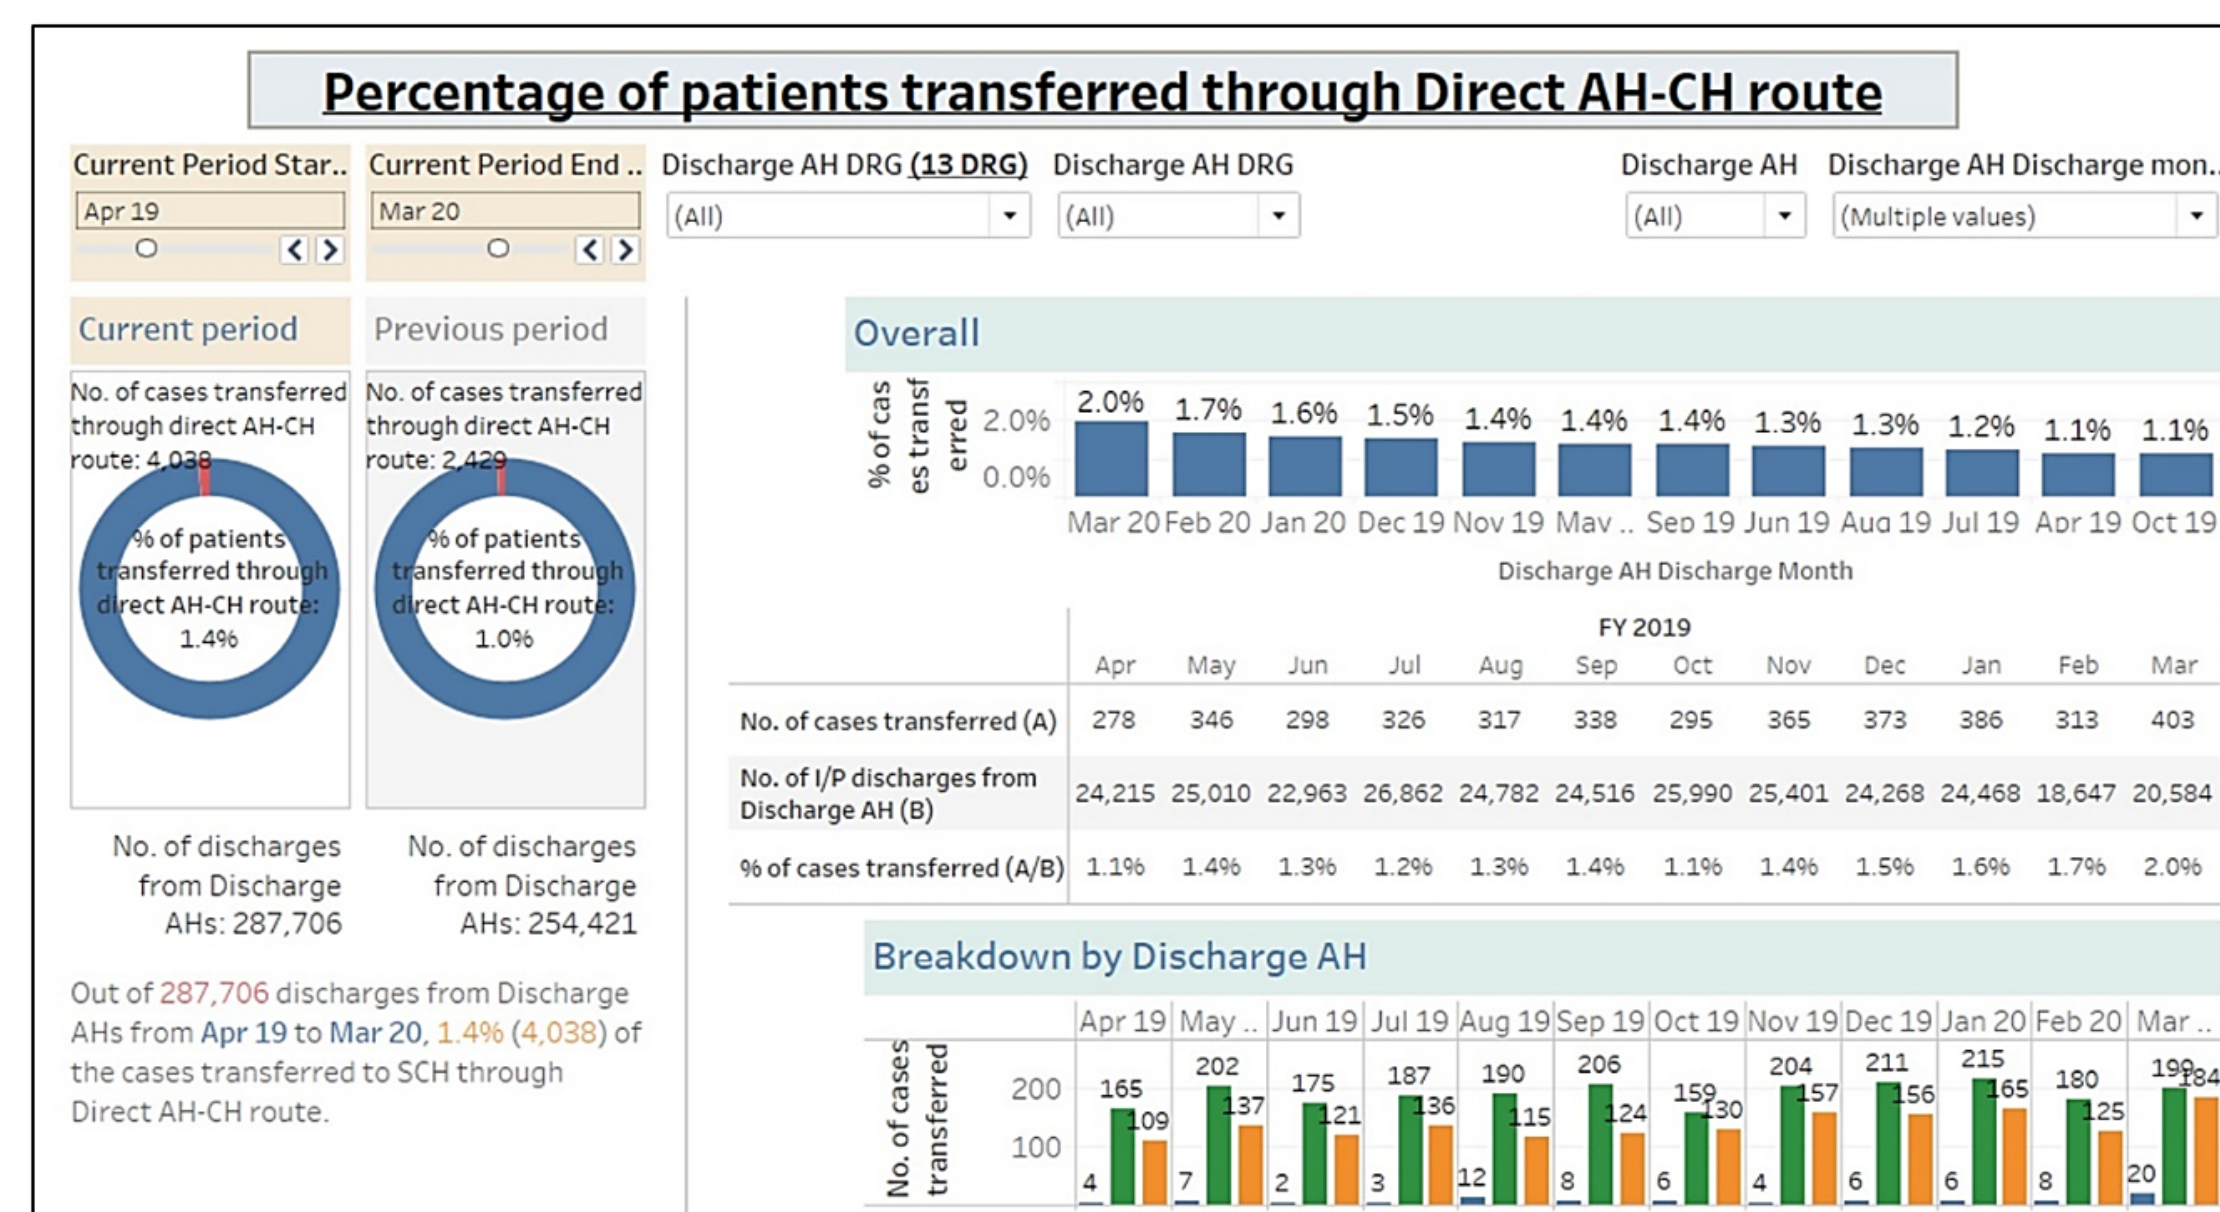 Percentage of patients transferred through Direct AH-CH route
Current Period Star..
Current Period End ..
Discharge AH DRG (13 DRG)
Discharge AH DRG
Discharge AH
Discharge AH Discharge mon..
Apr 19
Mar 20
(All)
(All)
(All)
(Multiple values)
Current period
Previous period
No. of cases transferred
through direct AH-CH
route: 4,038
% of patients
transferred through
direct AH-CH route:
1.4%
No. of cases transferred
through direct AH-CH
route: 2,429
% of patients
transferred through
direct AH-CH route:
1.0%
No. of discharges
from Discharge
AHs: 287,706
No. of discharges
from Discharge
AHs: 254,421
Out of 287,706 discharges from Discharge
AHs from Apr 19 to Mar 20, 1.4% (4,038) of
the cases transferred to SCH through
Direct AH-CH route.
Overall
% of cas
es transf
erred
2.0%
0.0%
2.0% 1.7% 1.6% 1.5% 1.4% 1.4% 1.4% 1.3% 1.3% 1.2% 1.1% 1.1%
Mar 20 Feb 20 Jan 20 Dec 19 Nov 19 May .. Sep 19 Jun 19 Aug 19 Jul 19 Apr 19 Oct 19
Discharge AH Discharge Month
FY 2019
Apr May Jun Jul Aug Sep Oct Nov Dec Jan Feb Mar
No. of cases transferred (A) 278 346 298 326 317 338 295 365 373 386 313 403
No. of I/P discharges from
Discharge AH (B) 24,215 25,010 22,963 26,862 24,782 24,516 25,990 25,401 24,268 24,468 18,647 20,584
% of cases transferred (A/B) 1.1% 1.4% 1.3% 1.2% 1.3% 1.4% 1.1% 1.4% 1.5% 1.6% 1.7% 2.0%
Breakdown by Discharge AH
Apr 19 May .. Jun 19 Jul 19 Aug 19 Sep 19 Oct 19 Nov 19 Dec 19 Jan 20 Feb 20 Mar ..
No. of cases
transferred
200
100
4 165 109
7 202 137
2 175 121
3 187 136
12 190 115
8 206 124
6 159 130
4 204 157
6 211 156
6 215 165
8 180 125
20 199 184